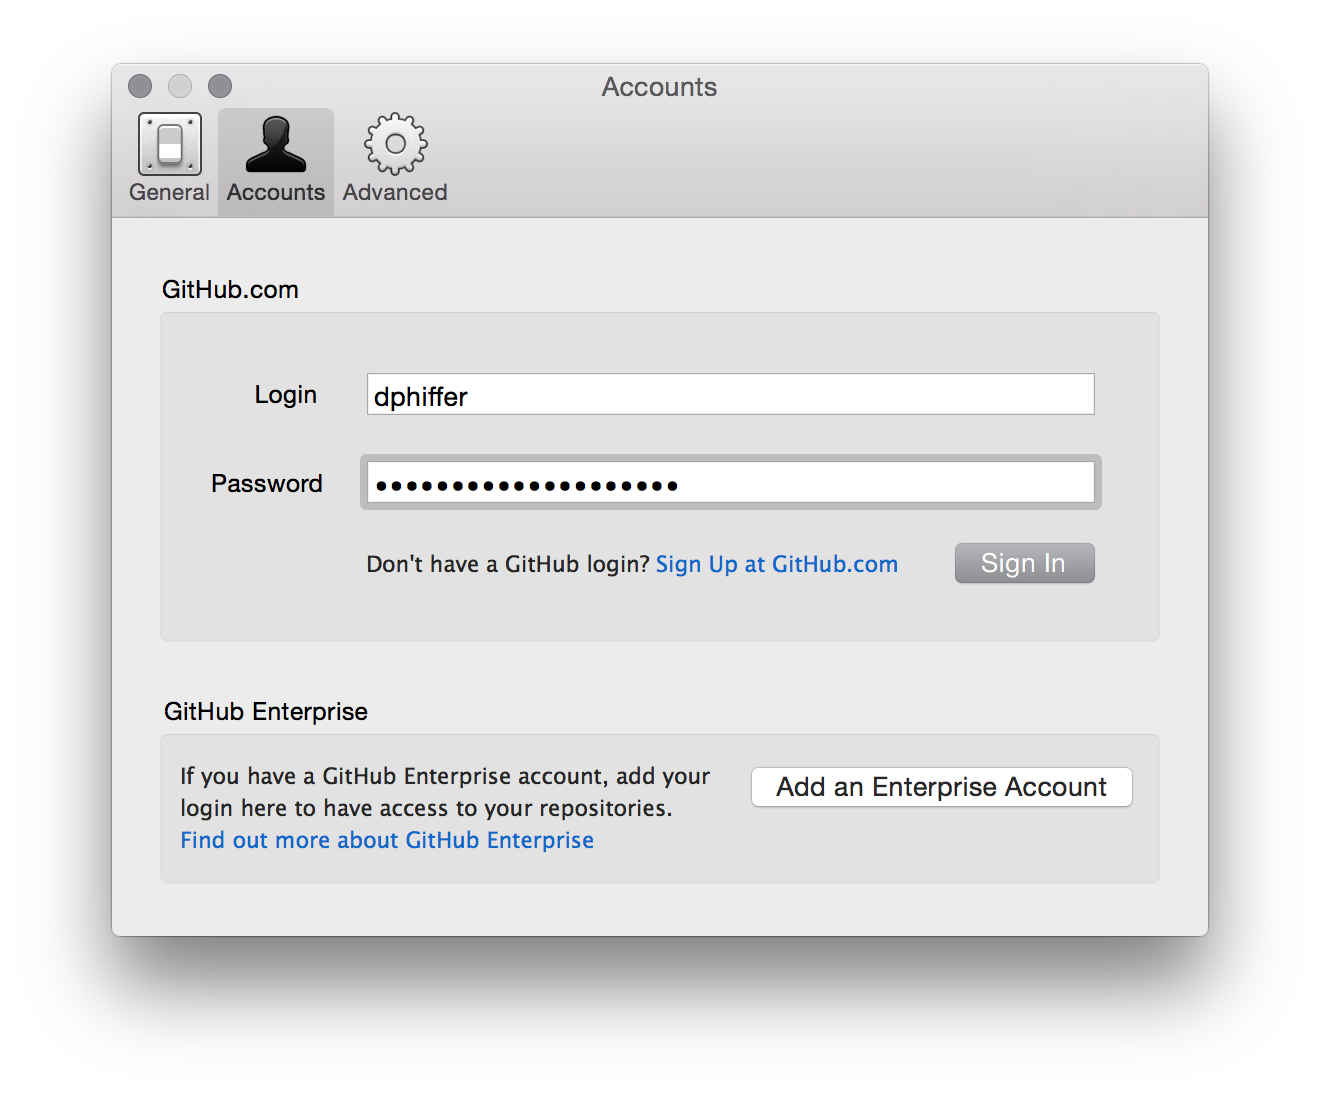 Accounts
General Accounts Advanced
GitHub.com
Login dphiffer
Password ••••••••••••••••••••
Don't have a GitHub login? Sign Up at GitHub.com Sign In
GitHub Enterprise
If you have a GitHub Enterprise account, add your
login here to have access to your repositories.
Find out more about GitHub Enterprise
Add an Enterprise Account